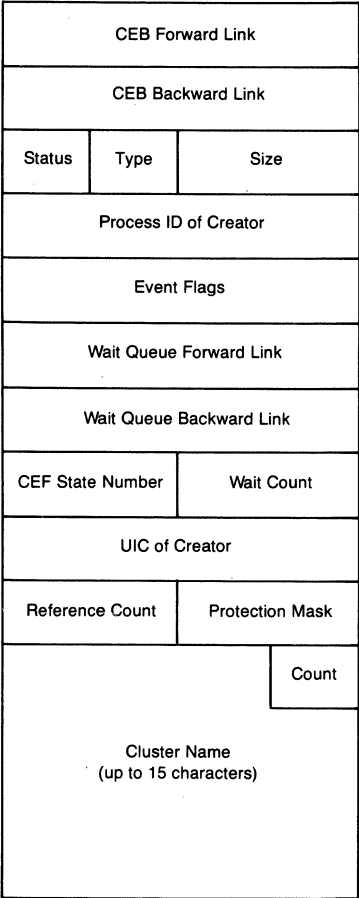 CEB Forward Link
CEB Backward Link
Status Type Size
Process ID of Creator
Event Flags
Wait Queue Forward Link
Wait Queue Backward Link
CEF State Number Wait Count
UIC of Creator
Reference Count Protection Mask
Count
Cluster Name
(up to 15 characters)